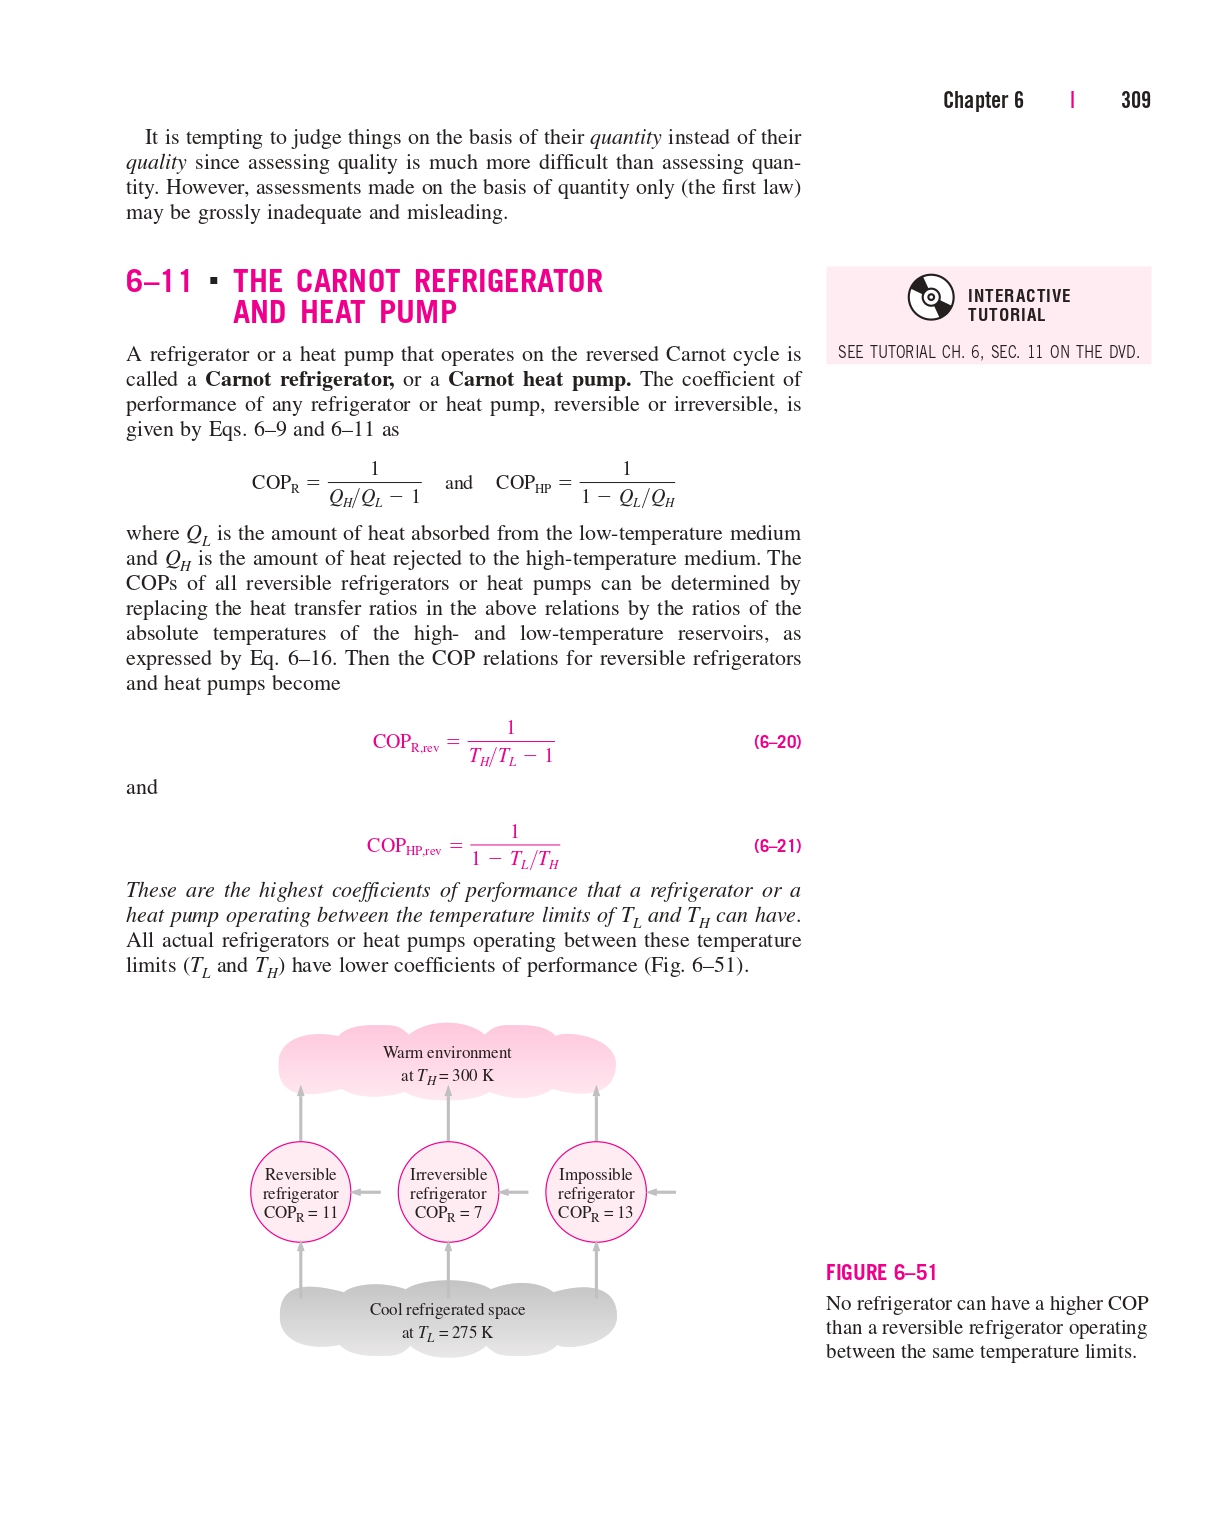 Chapter 6 | 309
It is tempting to judge things on the basis of their quantity instead of their
quality since assessing quality is much more difficult than assessing quan-
tity. However, assessments made on the basis of quantity only (the first law)
may be grossly inadequate and misleading.
6–11 ▪ THE CARNOT REFRIGERATOR
AND HEAT PUMP
INTERACTIVE
TUTORIAL
SEE TUTORIAL CH. 6, SEC. 11 ON THE DVD.
A refrigerator or a heat pump that operates on the reversed Carnot cycle is
called a Carnot refrigerator, or a Carnot heat pump. The coefficient of
performance of any refrigerator or heat pump, reversible or irreversible, is
given by Eqs. 6–9 and 6–11 as
COP_R = 1 / (Q_H/Q_L − 1) and COP_HP = 1 / (1 − Q_L/Q_H)
where Q_L is the amount of heat absorbed from the low-temperature medium
and Q_H is the amount of heat rejected to the high-temperature medium. The
COPs of all reversible refrigerators or heat pumps can be determined by
replacing the heat transfer ratios in the above relations by the ratios of the
absolute temperatures of the high- and low-temperature reservoirs, as
expressed by Eq. 6–16. Then the COP relations for reversible refrigerators
and heat pumps become
COP_R,rev = 1 / (T_H/T_L − 1) (6–20)
and
COP_HP,rev = 1 / (1 − T_L/T_H) (6–21)
These are the highest coefficients of performance that a refrigerator or a
heat pump operating between the temperature limits of T_L and T_H can have.
All actual refrigerators or heat pumps operating between these temperature
limits (T_L and T_H) have lower coefficients of performance (Fig. 6–51).
Warm environment
at T_H = 300 K
Reversible
refrigerator
COP_R = 11
Irreversible
refrigerator
COP_R = 7
Impossible
refrigerator
COP_R = 13
Cool refrigerated space
at T_L = 275 K
FIGURE 6–51
No refrigerator can have a higher COP
than a reversible refrigerator operating
between the same temperature limits.